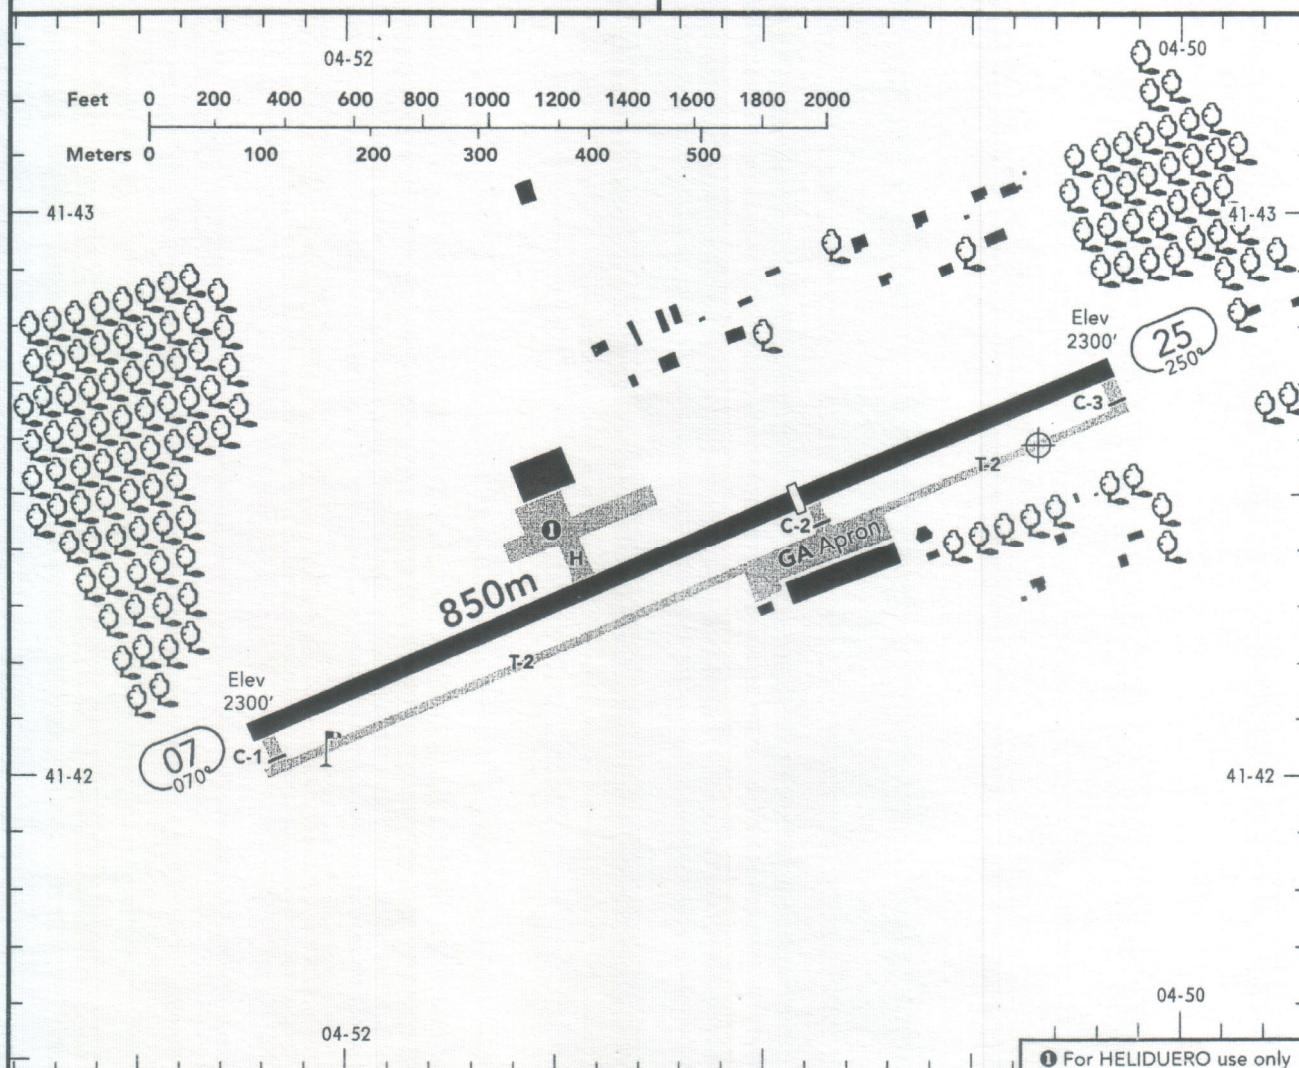 04-52
04-50
Feet 0 200 400 600 800 1000 1200 1400 1600 1800 2000
Meters 0 100 200 300 400 500
41-43
41-43
Elev
2300'
25
250°
C-3
T-2
❶
C-2
GA Apron
H
850m
T-2
Elev
2300'
07
070°
C-1
41-42
41-42
04-50
04-52
❶ For HELIDUERO use only